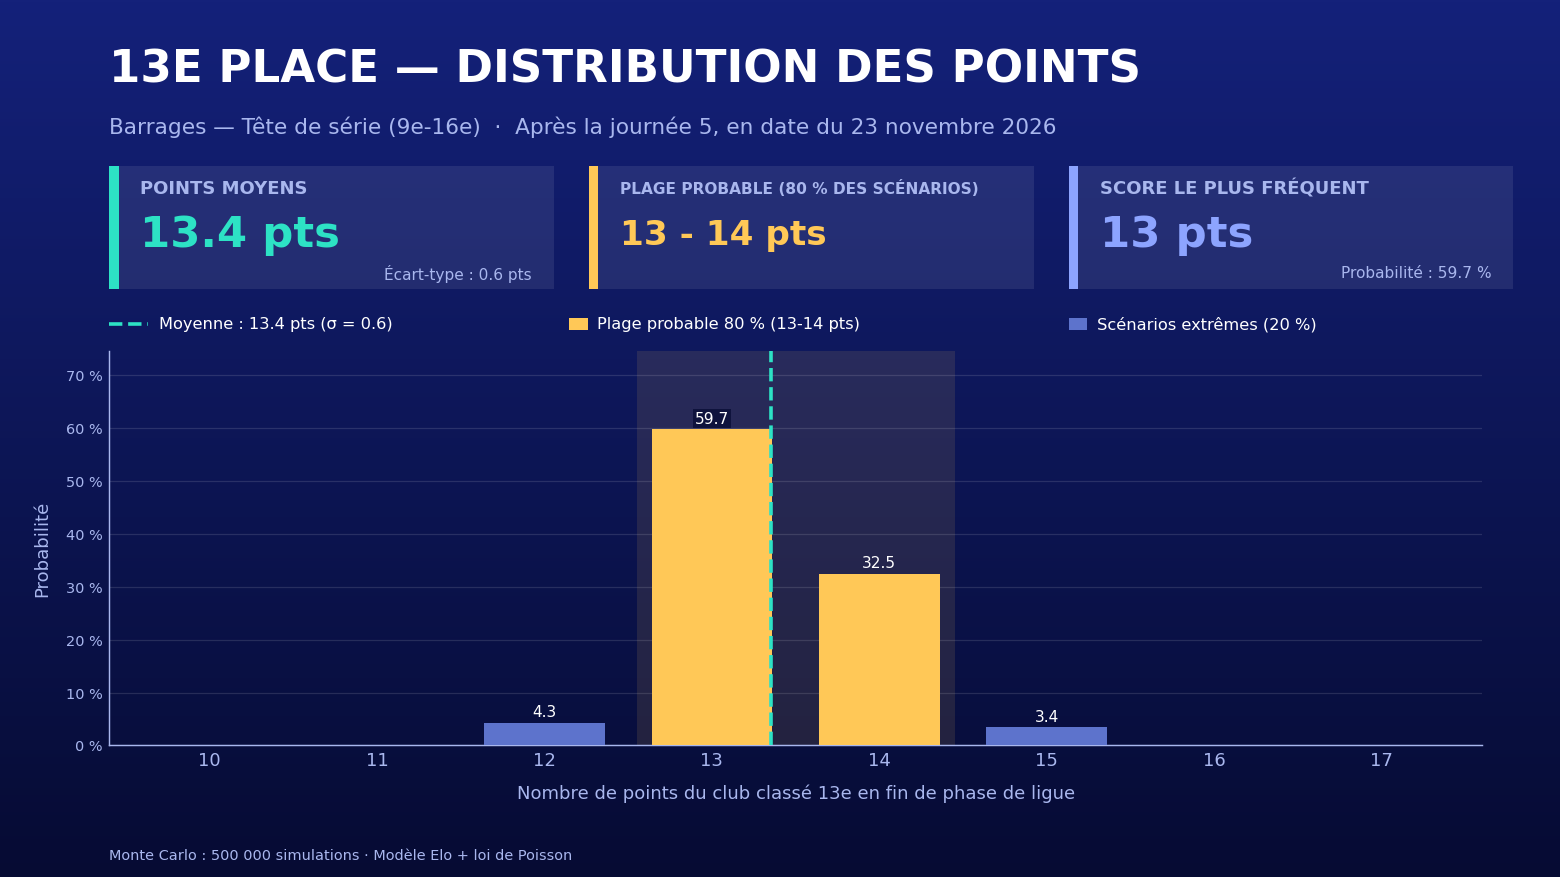 13E PLACE — DISTRIBUTION DES POINTS
Barrages — Tête de série (9e-16e)  ·  Après la journée 5, en date du 23 novembre 2026
POINTS MOYENS
13.4 pts
Écart-type : 0.6 pts
PLAGE PROBABLE (80 % DES SCÉNARIOS)
13 - 14 pts
SCORE LE PLUS FRÉQUENT
13 pts
Probabilité : 59.7 %
Moyenne : 13.4 pts (σ = 0.6)
Plage probable 80 % (13-14 pts)
Scénarios extrêmes (20 %)
Probabilité
70 %
60 %
50 %
40 %
30 %
20 %
10 %
0 %
4.3
59.7
32.5
3.4
10 11 12 13 14 15 16 17
Nombre de points du club classé 13e en fin de phase de ligue
Monte Carlo : 500 000 simulations · Modèle Elo + loi de Poisson